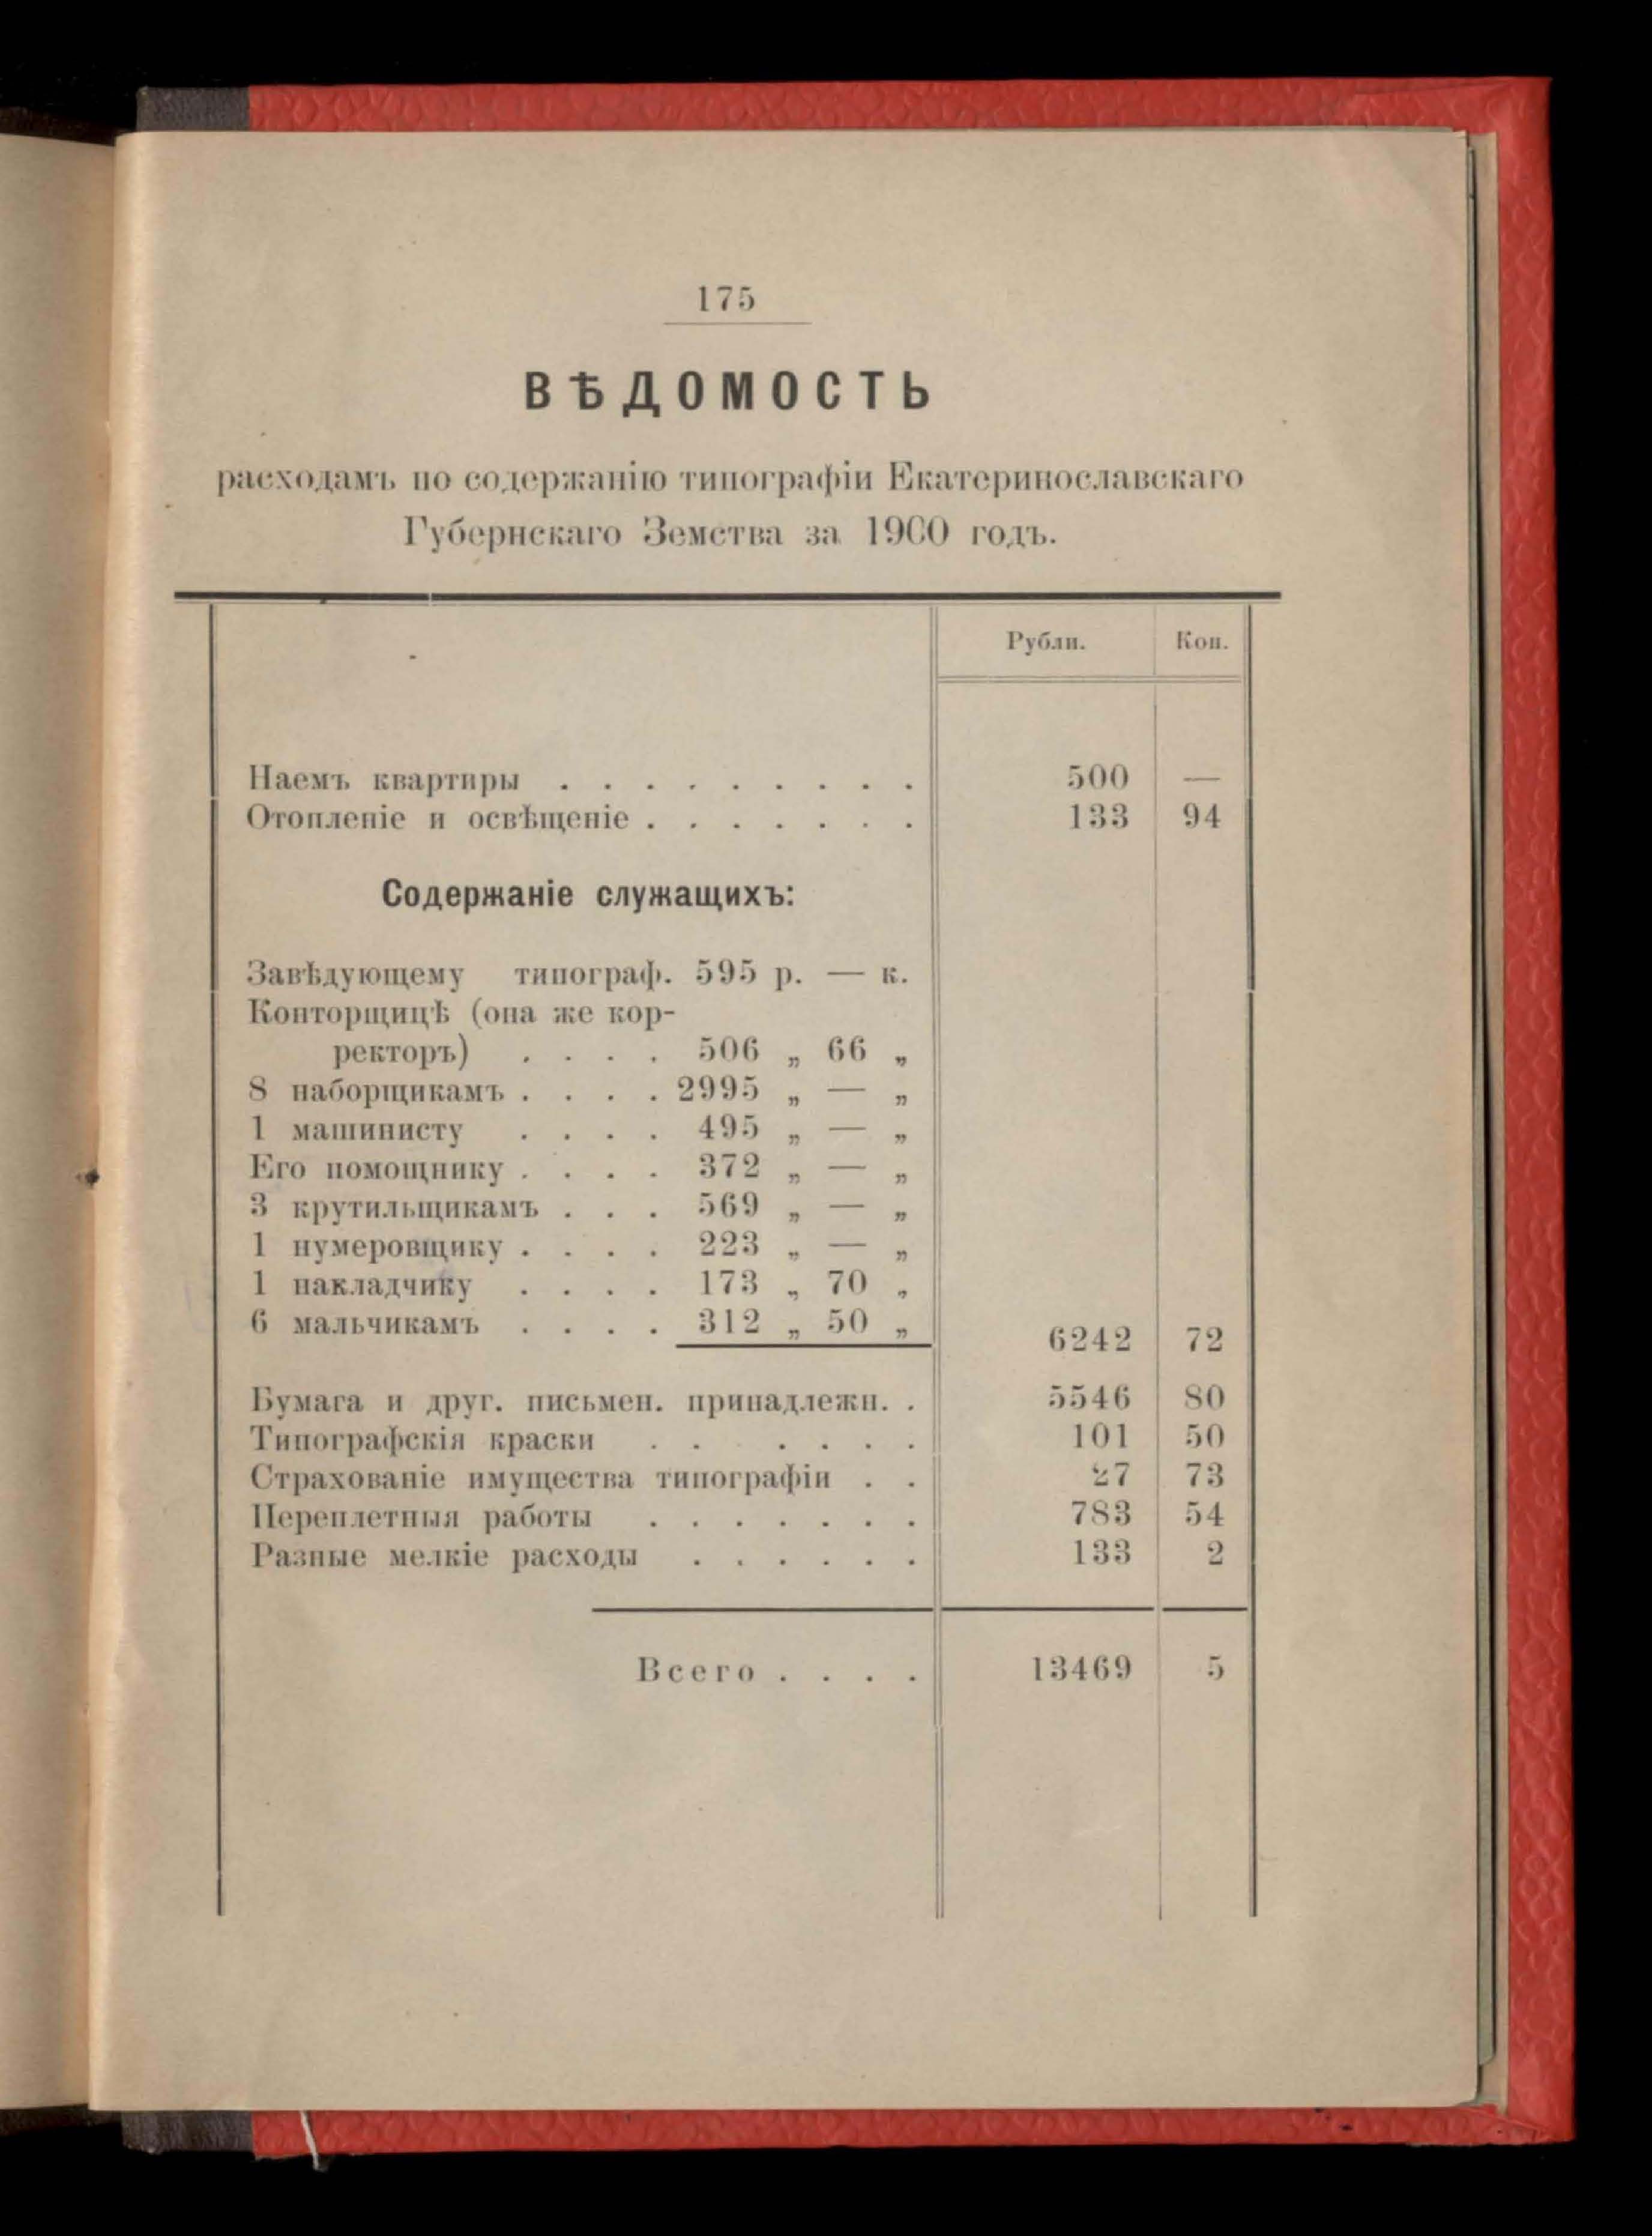 175
ВѢДОМОСТЬ
расходамъ по содержанію типографіи Екатеринославскаго
Губернскаго Земства за 1900 годъ.
Рубли. Коп.
Наемъ квартиры . . . . . . . . . 500 —
Отопленіе и освѣщеніе . . . . . . . 133 94
Содержаніе служащихъ:
Завѣдующему типограф. 595 р. — к.
Конторщицѣ (она же кор-
ректоръ) . . . . 506 „ 66 „
8 наборщикамъ . . . . 2995 „ — „
1 машинисту . . . . 495 „ — „
Его помощнику . . . . 372 „ — „
3 крутильщикамъ . . . 569 „ — „
1 нумеровщику . . . . 223 „ — „
1 накладчику . . . . 173 „ 70 „
6 мальчикамъ . . . . 312 „ 50 „
6242 72
Бумага и друг. письмен. принадлежн. . 5546 80
Типографскія краски . . . . . . 101 50
Страхованіе имущества типографіи . . 27 73
Переплетныя работы . . . . . . . 783 54
Разные мелкіе расходы . . . . . . 133 2
Всего . . . . 13469 5